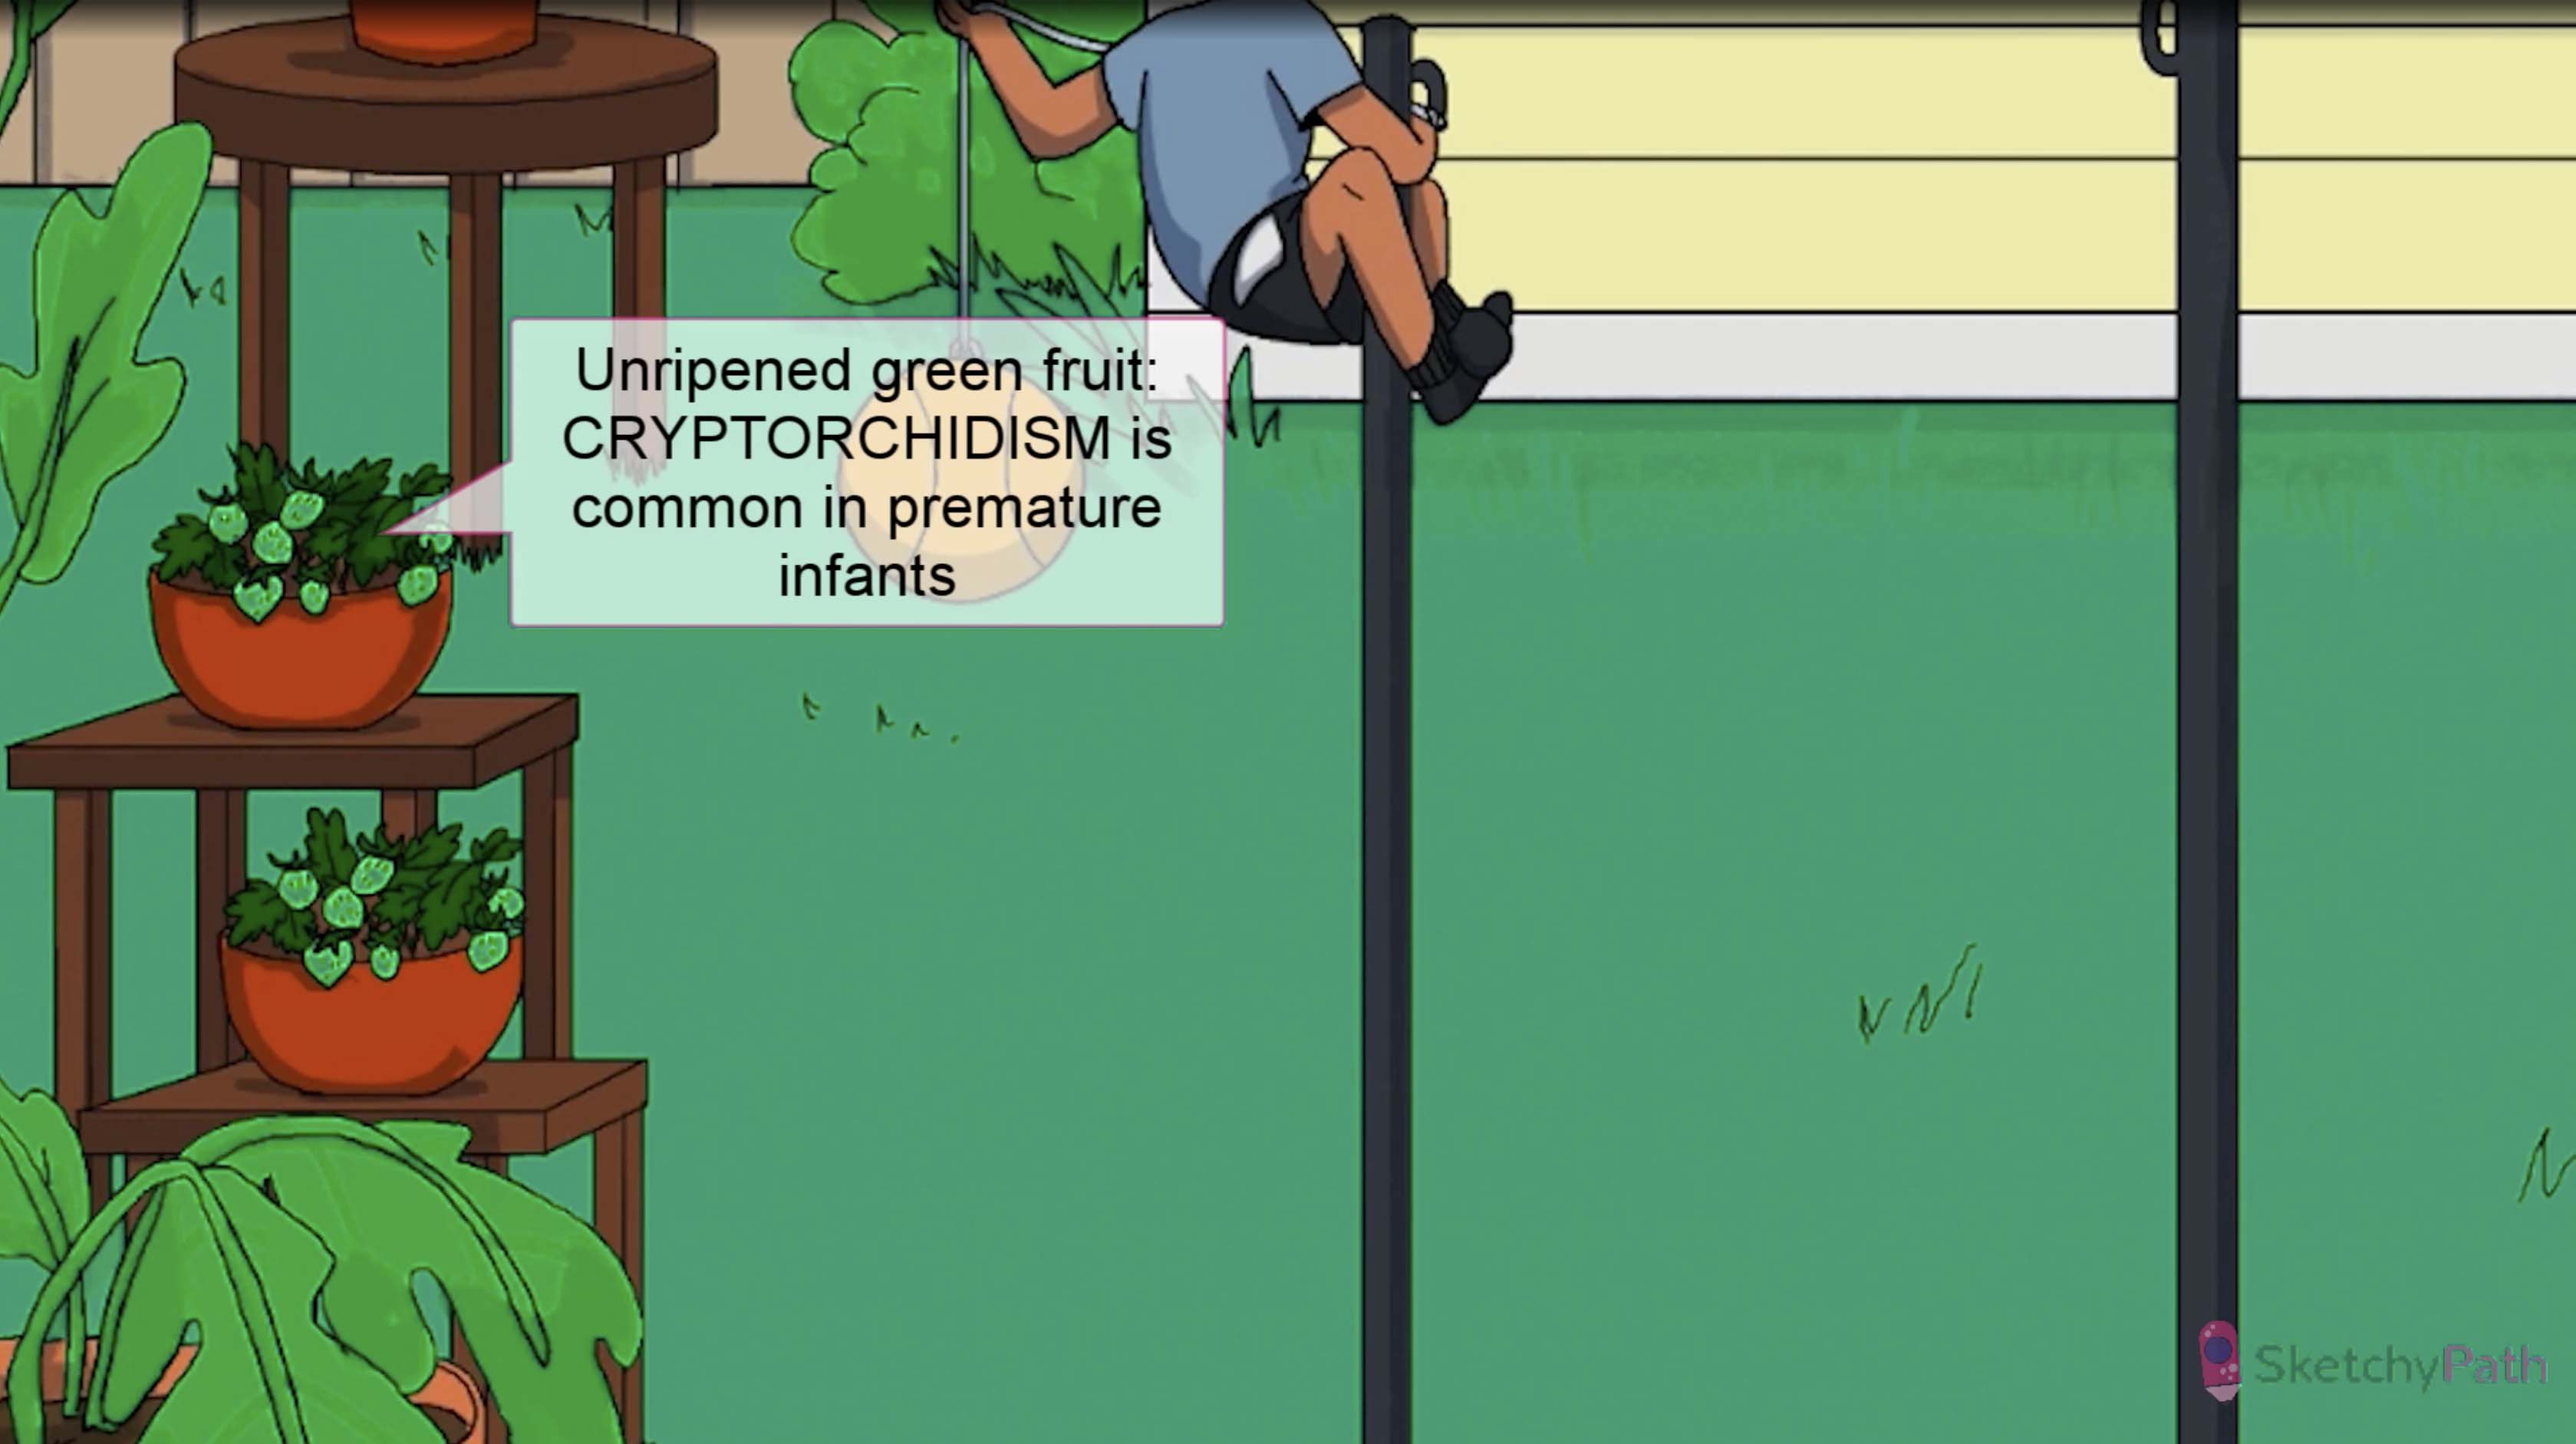 Unripened green fruit:
CRYPTORCHIDISM is
common in premature
infants
SketchyPath